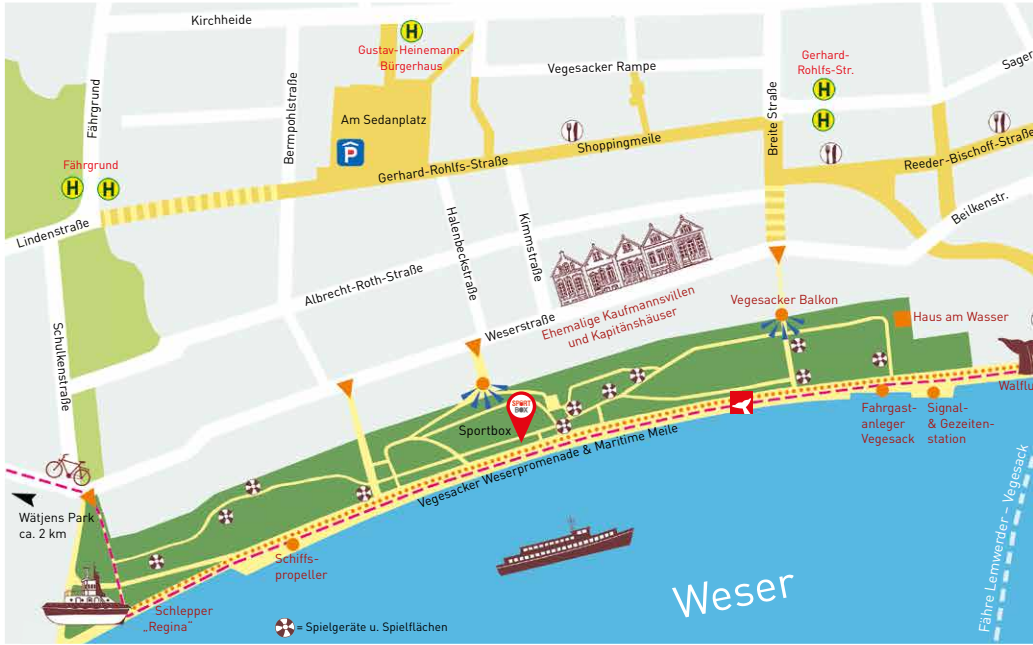 Kirchheide
H
Gustav-Heinemann-
Bürgerhaus
Vegesacker Rampe
Gerhard-
Rohlfs-Str.
H
H
Sager
Fährgrund
Bermpohlstraße
Am Sedanplatz
P
Breite Straße
Shoppingmeile
Gerhard-Rohlfs-Straße
Reeder-Bischoff-Straße
Fährgrund
H
H
Lindenstraße
Halenbeckstraße
Kimmstraße
Beilkenstr.
Albrecht-Roth-Straße
Weserstraße
Ehemalige Kaufmannsvillen
und Kapitänshäuser
Vegesacker Balkon
Haus am Wasser
Schulkenstraße
Walflu
SPORT
BOX
Sportbox
Fahrgast-
anleger
Vegesack
Signal-
& Gezeiten-
station
Vegesacker Weserpromenade & Maritime Meile
Wätjens Park
ca. 2 km
Schiffs-
propeller
Schlepper
„Regina“
Weser
Fähre Lemwerder – Vegesack
= Spielgeräte u. Spielflächen